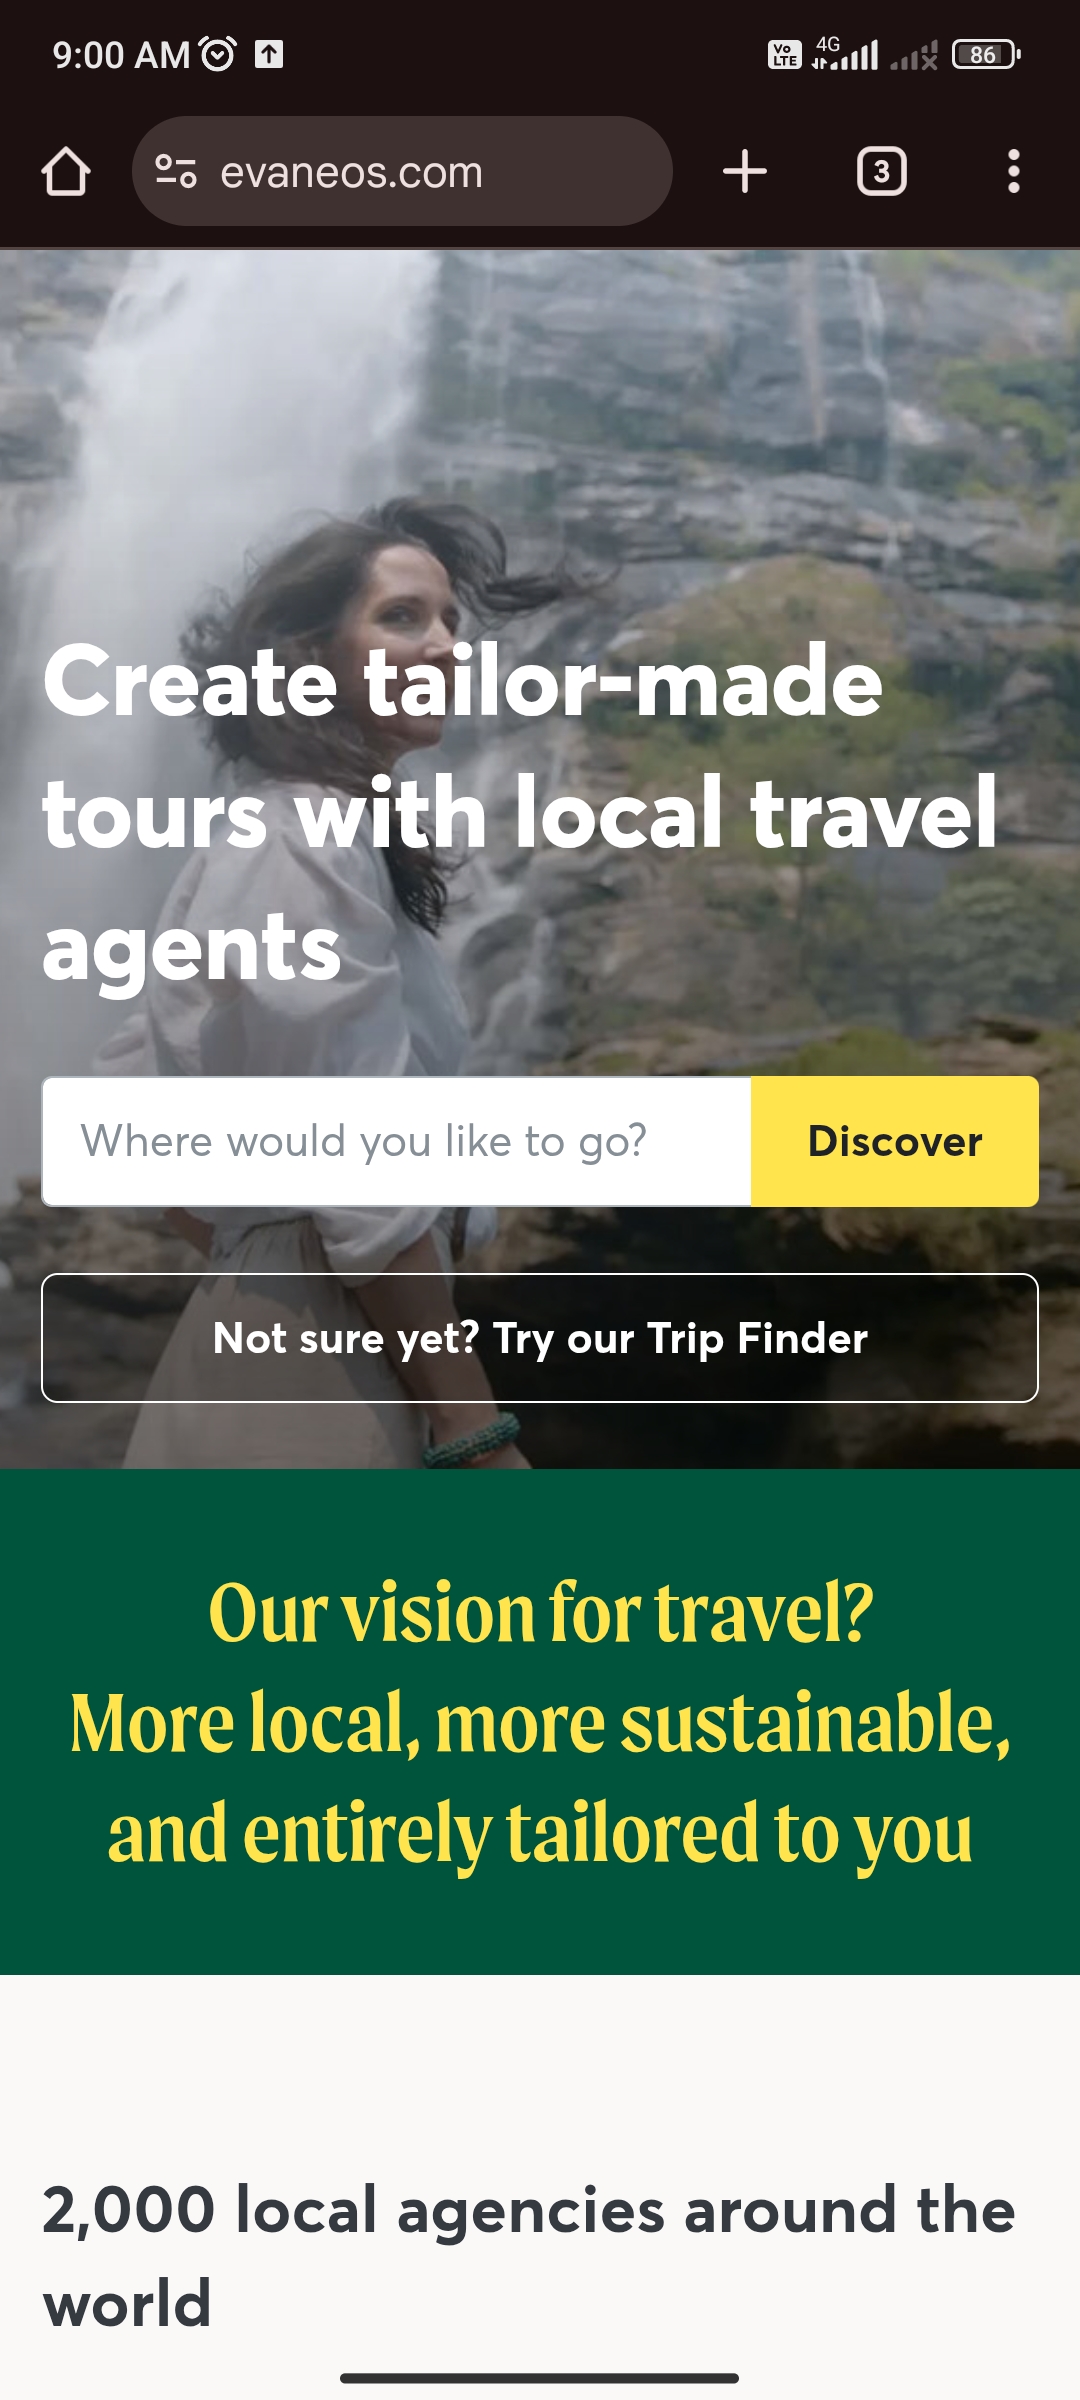 9:00 AM
Vo LTE 4G 86
evaneos.com
3
Create tailor-made
tours with local travel
agents
Where would you like to go?
Discover
Not sure yet? Try our Trip Finder
Our vision for travel?
More local, more sustainable,
and entirely tailored to you
2,000 local agencies around the
world